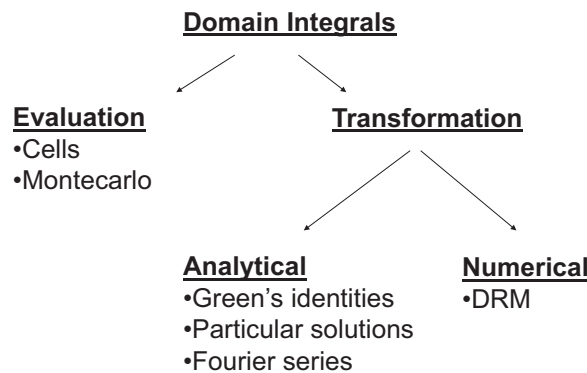 Domain Integrals
Evaluation
•Cells
•Montecarlo
Transformation
Analytical
•Green's identities
•Particular solutions
•Fourier series
Numerical
•DRM